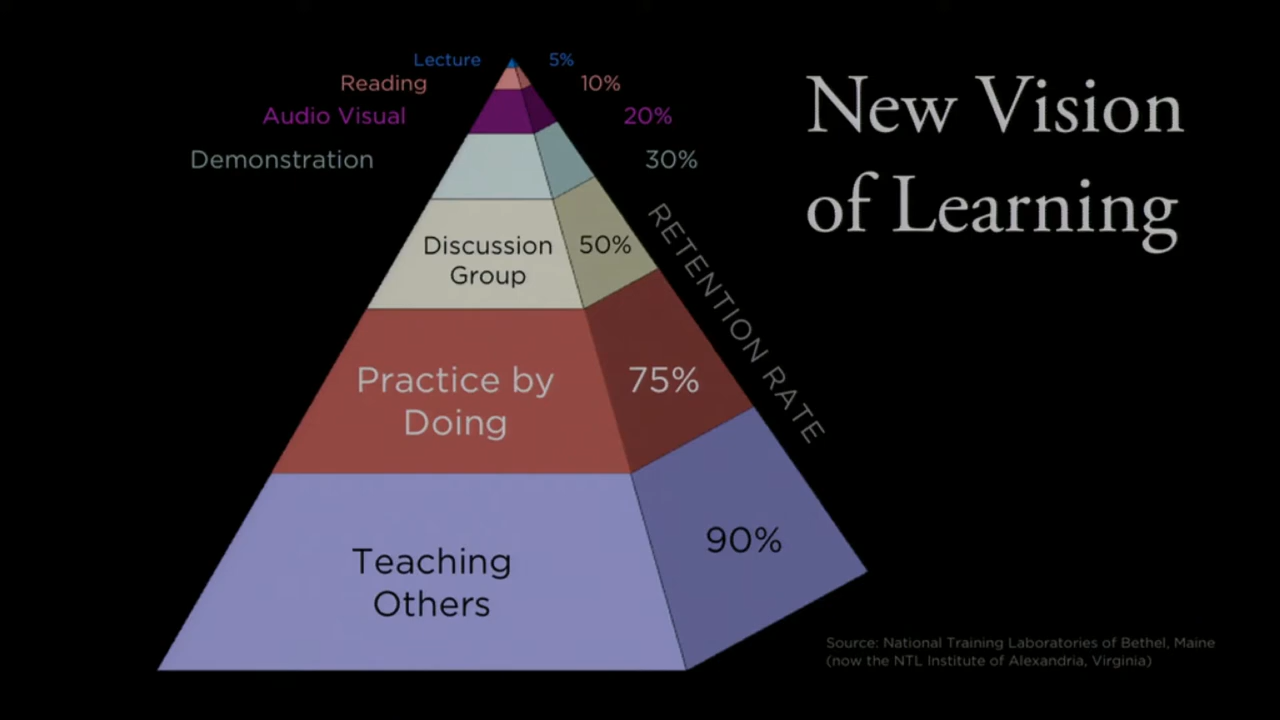 New Vision
of Learning
Lecture 5%
Reading 10%
Audio Visual 20%
Demonstration 30%
Discussion
Group
50%
Practice by
Doing
75%
Teaching
Others
90%
RETENTION RATE
Source: National Training Laboratories of Bethel, Maine
(now the NTL Institute of Alexandria, Virginia)